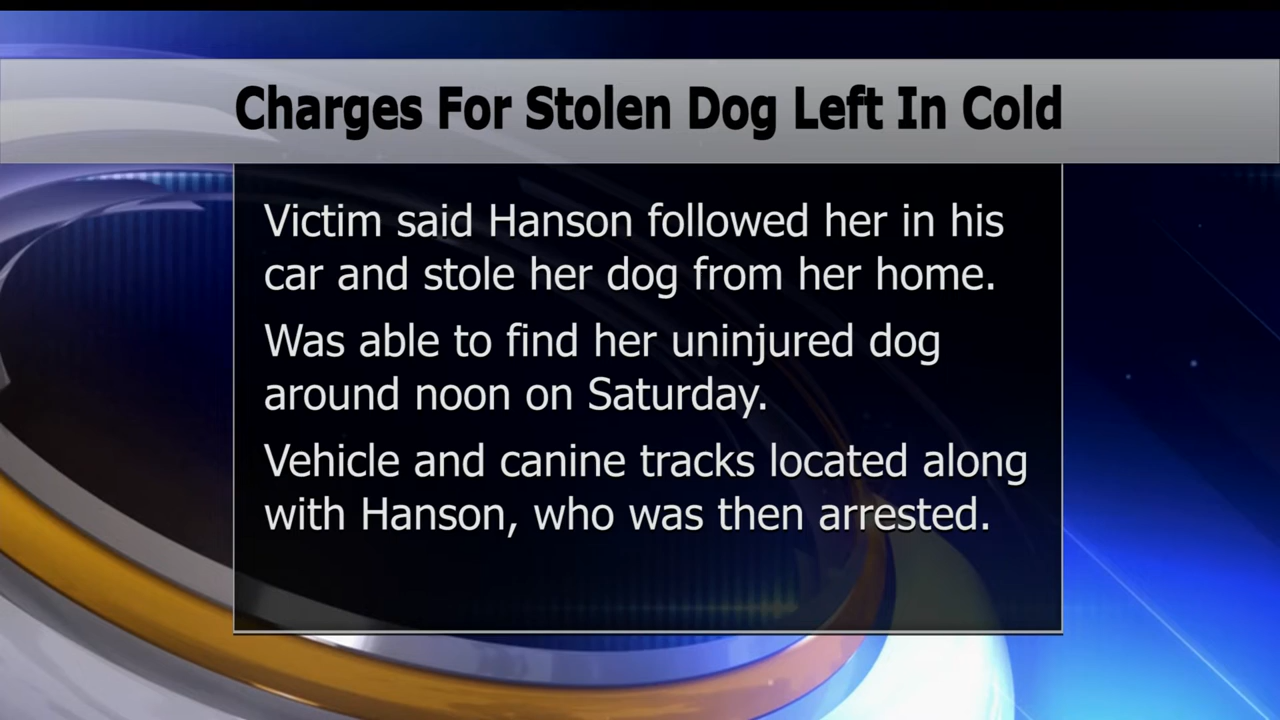 Charges For Stolen Dog Left In Cold
Victim said Hanson followed her in his
car and stole her dog from her home.
Was able to find her uninjured dog
around noon on Saturday.
Vehicle and canine tracks located along
with Hanson, who was then arrested.